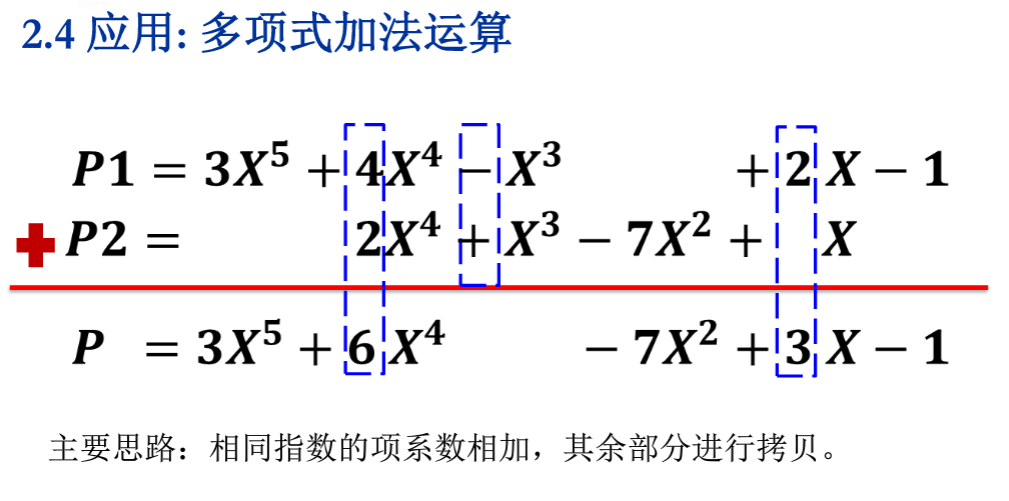 2.4 应用: 多项式加法运算
P1 = 3X⁵ + 4X⁴ − X³ + 2X − 1
P2 = 2X⁴ + X³ − 7X² + X
P = 3X⁵ + 6X⁴ − 7X² + 3X − 1
主要思路：相同指数的项系数相加，其余部分进行拷贝。